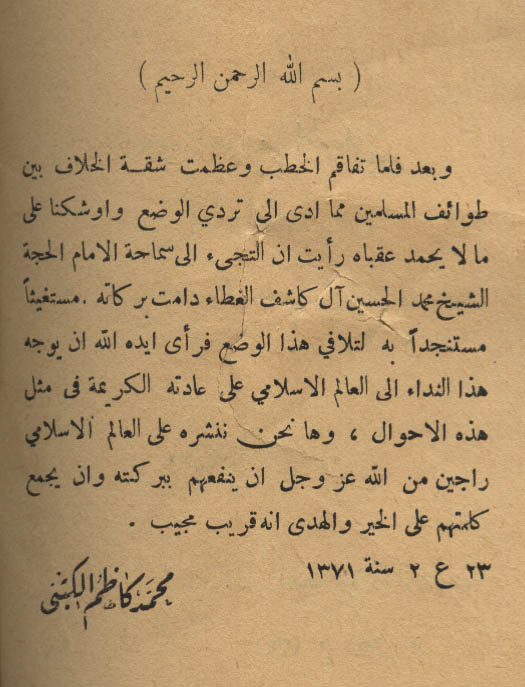 ( بسم الله الرحمن الرحيم )
وبعد فلما تفاقم الخطب وعظمت شقة الخلاف بين
طوائف المسلمين مما ادى الى تردي الوضع واوشكنا على
ما لا يحمد عقباه رأيت ان التجىء الى سماحة الامام الحجة
الشيخ محمد الحسين آل كاشف الغطاء دامت بركاته . مستغيثاً
مستنجداً به لتلافي هذا الوضع فرأى ايده الله ان يوجه
هذا النداء الى العالم الاسلامي على عادته الكريمة فى مثل
هذه الاحوال ، وها نحن ننشره على العالم الاسلامي
راجين من الله عز وجل ان ينفعهم ببركته وان يجمع
كلمتهم على الخير والهدى انه قريب مجيب .
٢٣ ع ٢ سنة ١٣٧١
محمد كاظم الكتبي